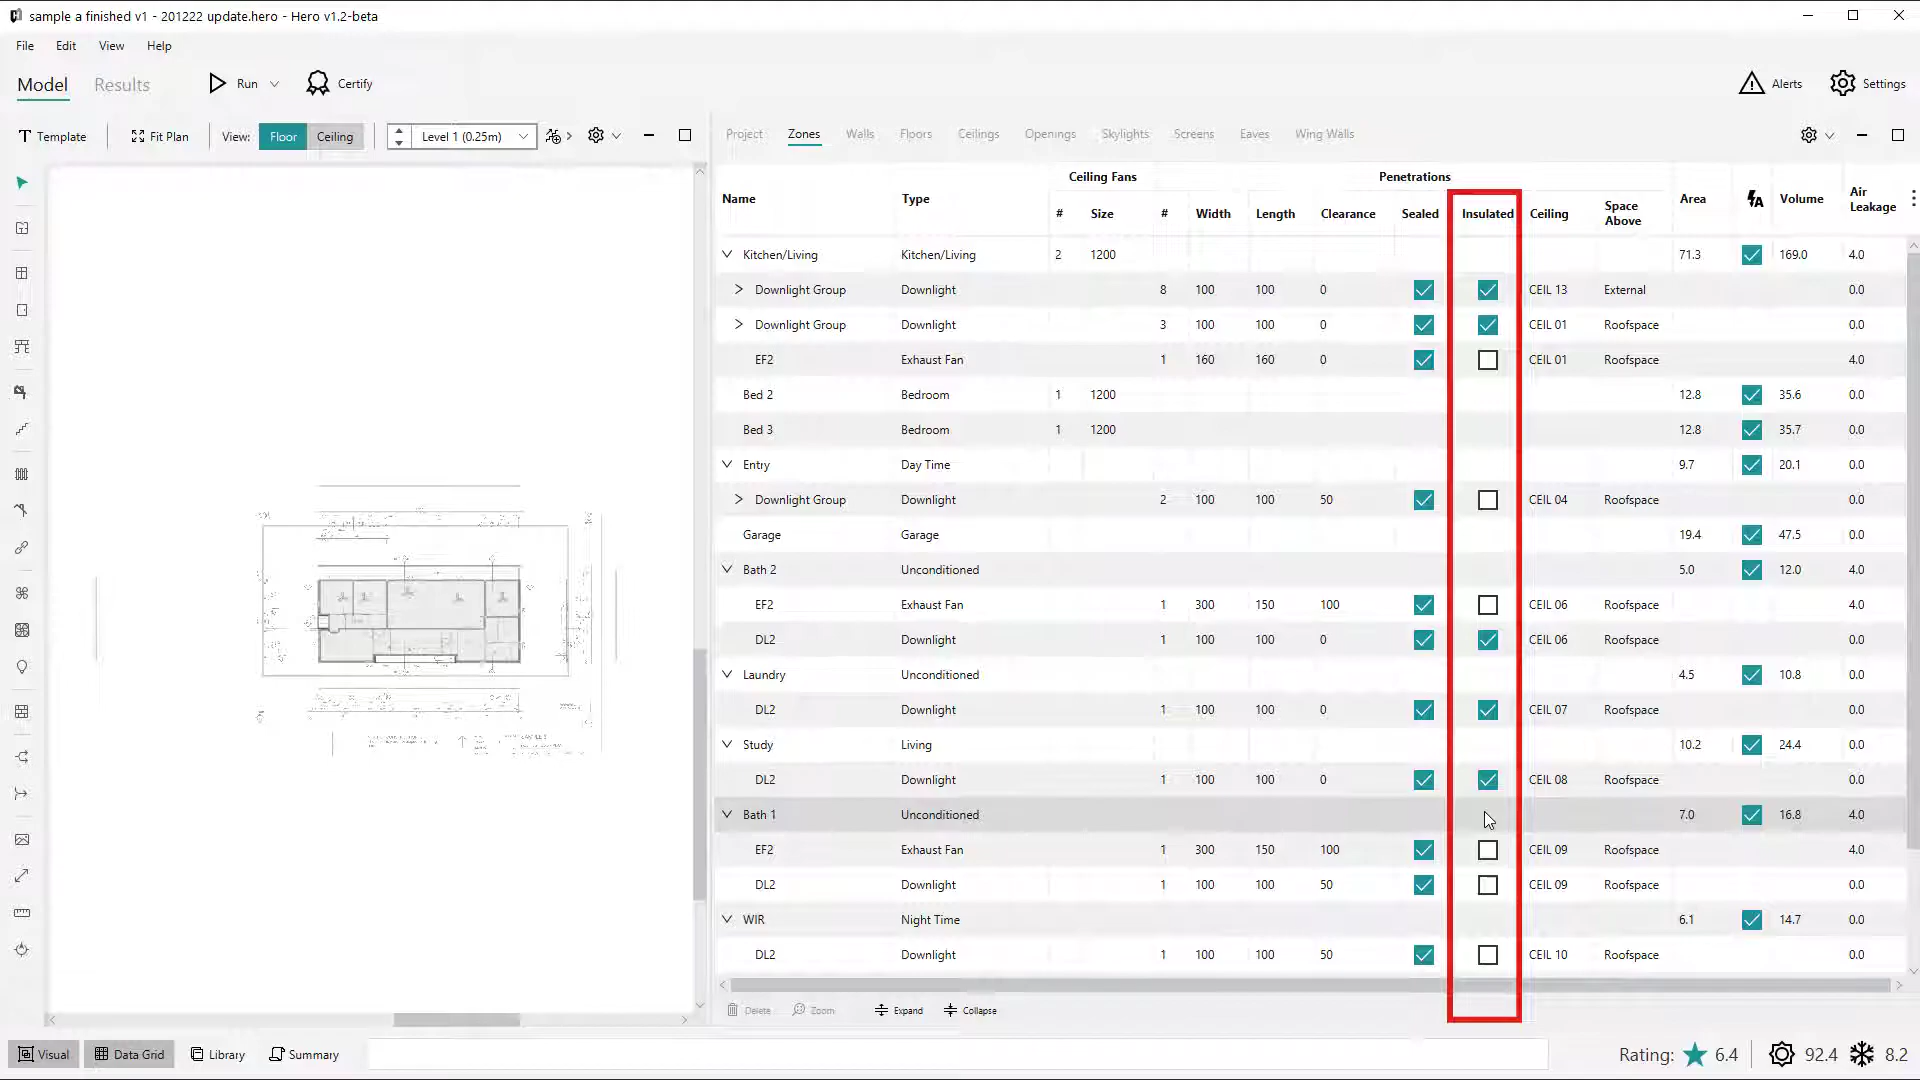 sample a finished v1 - 201222 update.hero - Hero v1.2-beta
File Edit View Help
Model Results Run Certify Alerts Settings
Template Fit Plan View: Floor Ceiling Level 1 (0.25m)
Project Zones Walls Floors Ceilings Openings Skylights Screens Eaves Wing Walls
Ceiling Fans Penetrations
Name Type # Size # Width Length Clearance Sealed Insulated Ceiling Space Above Area Volume Air Leakage
Kitchen/Living Kitchen/Living 2 1200 71.3 169.0 4.0
Downlight Group Downlight 8 100 100 0 CEIL 13 External 0.0
Downlight Group Downlight 3 100 100 0 CEIL 01 Roofspace 0.0
EF2 Exhaust Fan 1 160 160 0 CEIL 01 Roofspace 4.0
Bed 2 Bedroom 1 1200 12.8 35.6 0.0
Bed 3 Bedroom 1 1200 12.8 35.7 0.0
Entry Day Time 9.7 20.1 0.0
Downlight Group Downlight 2 100 100 50 CEIL 04 Roofspace 0.0
Garage Garage 19.4 47.5 0.0
Bath 2 Unconditioned 5.0 12.0 4.0
EF2 Exhaust Fan 1 300 150 100 CEIL 06 Roofspace 4.0
DL2 Downlight 1 100 100 0 CEIL 06 Roofspace 0.0
Laundry Unconditioned 4.5 10.8 0.0
DL2 Downlight 1 100 100 0 CEIL 07 Roofspace 0.0
Study Living 10.2 24.4 0.0
DL2 Downlight 1 100 100 0 CEIL 08 Roofspace 0.0
Bath 1 Unconditioned 7.0 16.8 4.0
EF2 Exhaust Fan 1 300 150 100 CEIL 09 Roofspace 4.0
DL2 Downlight 1 100 100 50 CEIL 09 Roofspace 0.0
WIR Night Time 6.1 14.7 0.0
DL2 Downlight 1 100 100 50 CEIL 10 Roofspace 0.0
Delete Zoom Expand Collapse
Visual Data Grid Library Summary Rating: 6.4 92.4 8.2